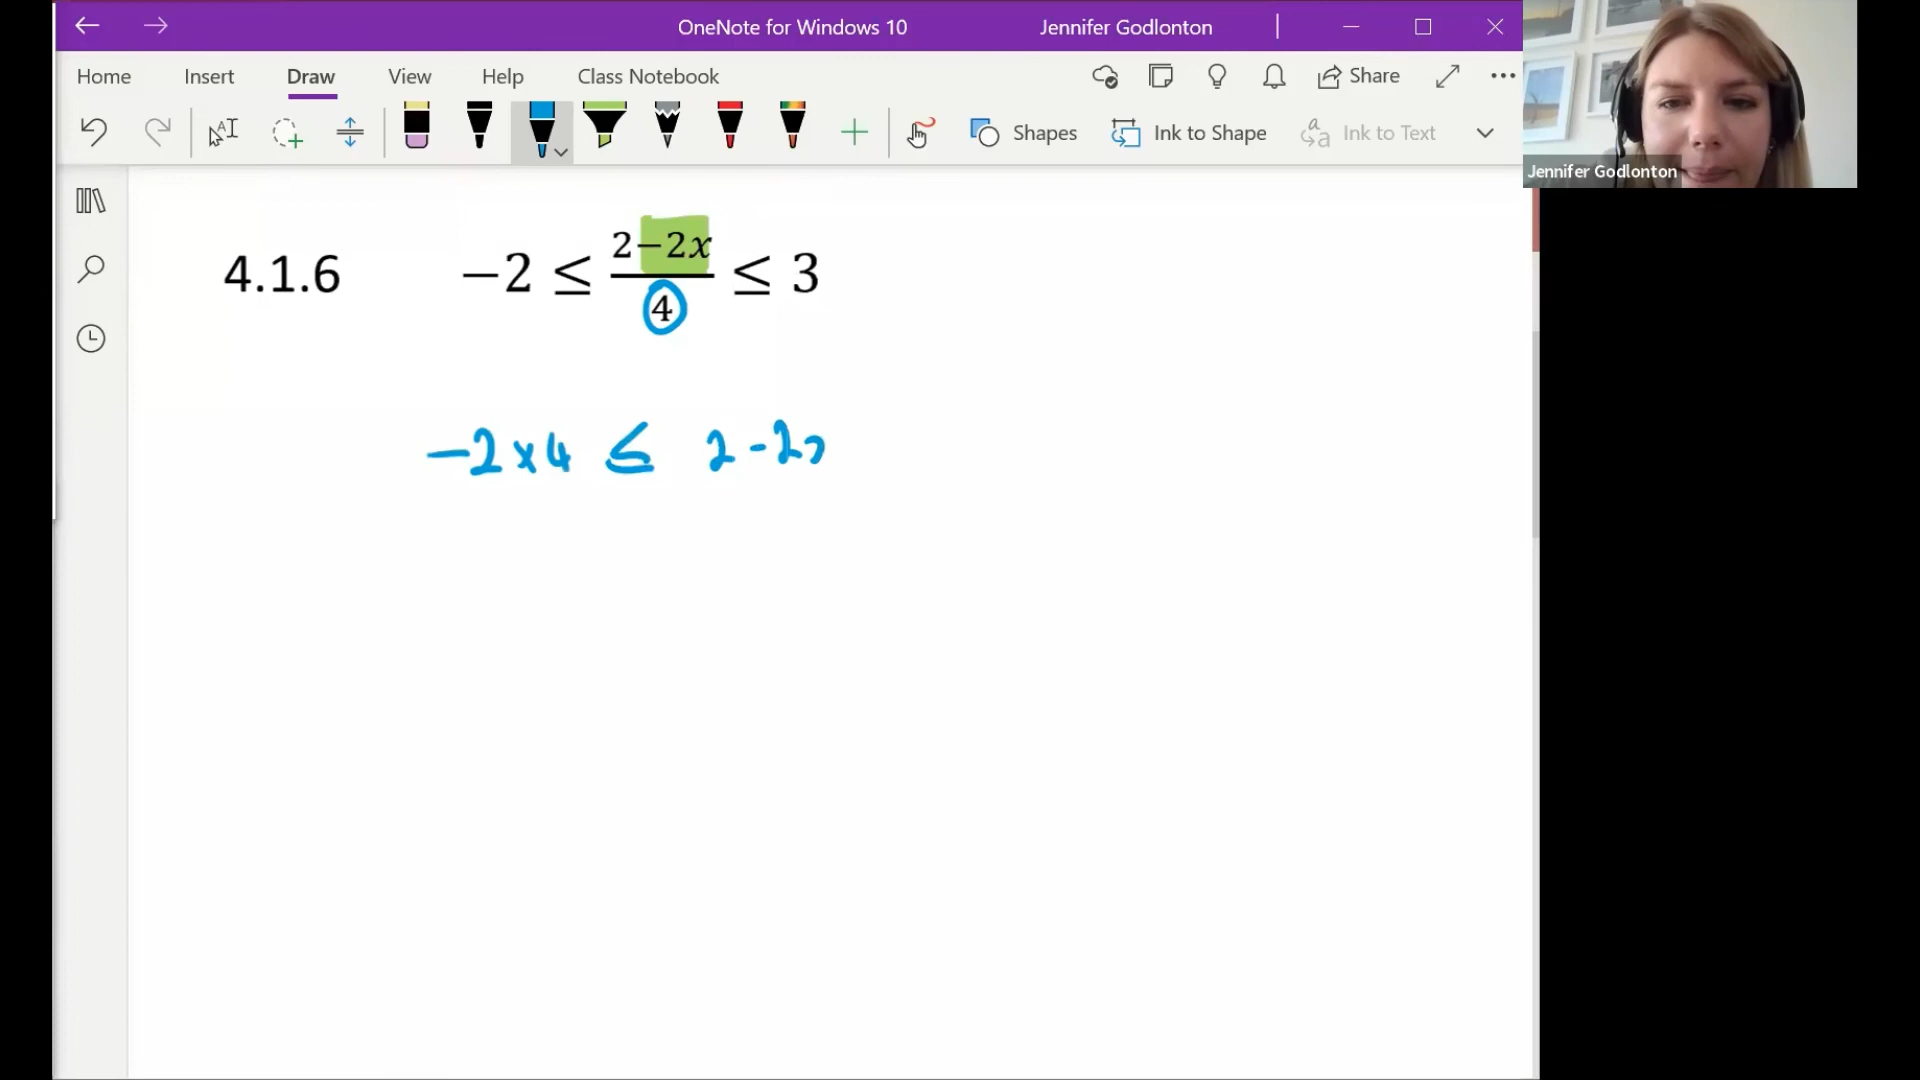 OneNote for Windows 10
Jennifer Godlonton
Home Insert Draw View Help Class Notebook
Share
Shapes Ink to Shape Ink to Text
Jennifer Godlonton
4.1.6 −2 ≤ (2−2x)/4 ≤ 3
−2×4 ≤ 2-2